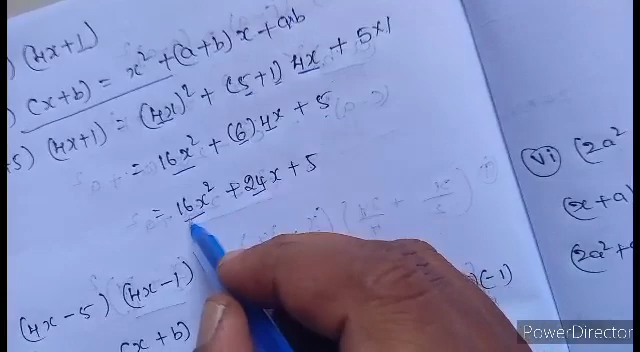 ) (4x+1)
) (x+b) = x² + (a+b) x + ab
+5) (4x+1) = (4x)² + (5+1) 4x + 5×1
= 16x² + (6) 4x + 5
= 16x² + 24x + 5
(4x-5) (4x-1)
(x+b)
)(-1)
(vi) (2a²
(x+a)
(2a²+
PowerDirector